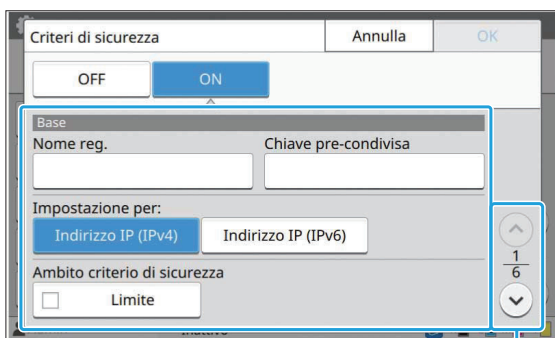 Criteri di sicurezza
Annulla
OK
OFF
ON
Base
Nome reg.
Chiave pre-condivisa
Impostazione per:
Indirizzo IP (IPv4)
Indirizzo IP (IPv6)
Ambito criterio di sicurezza
Limite
1
6